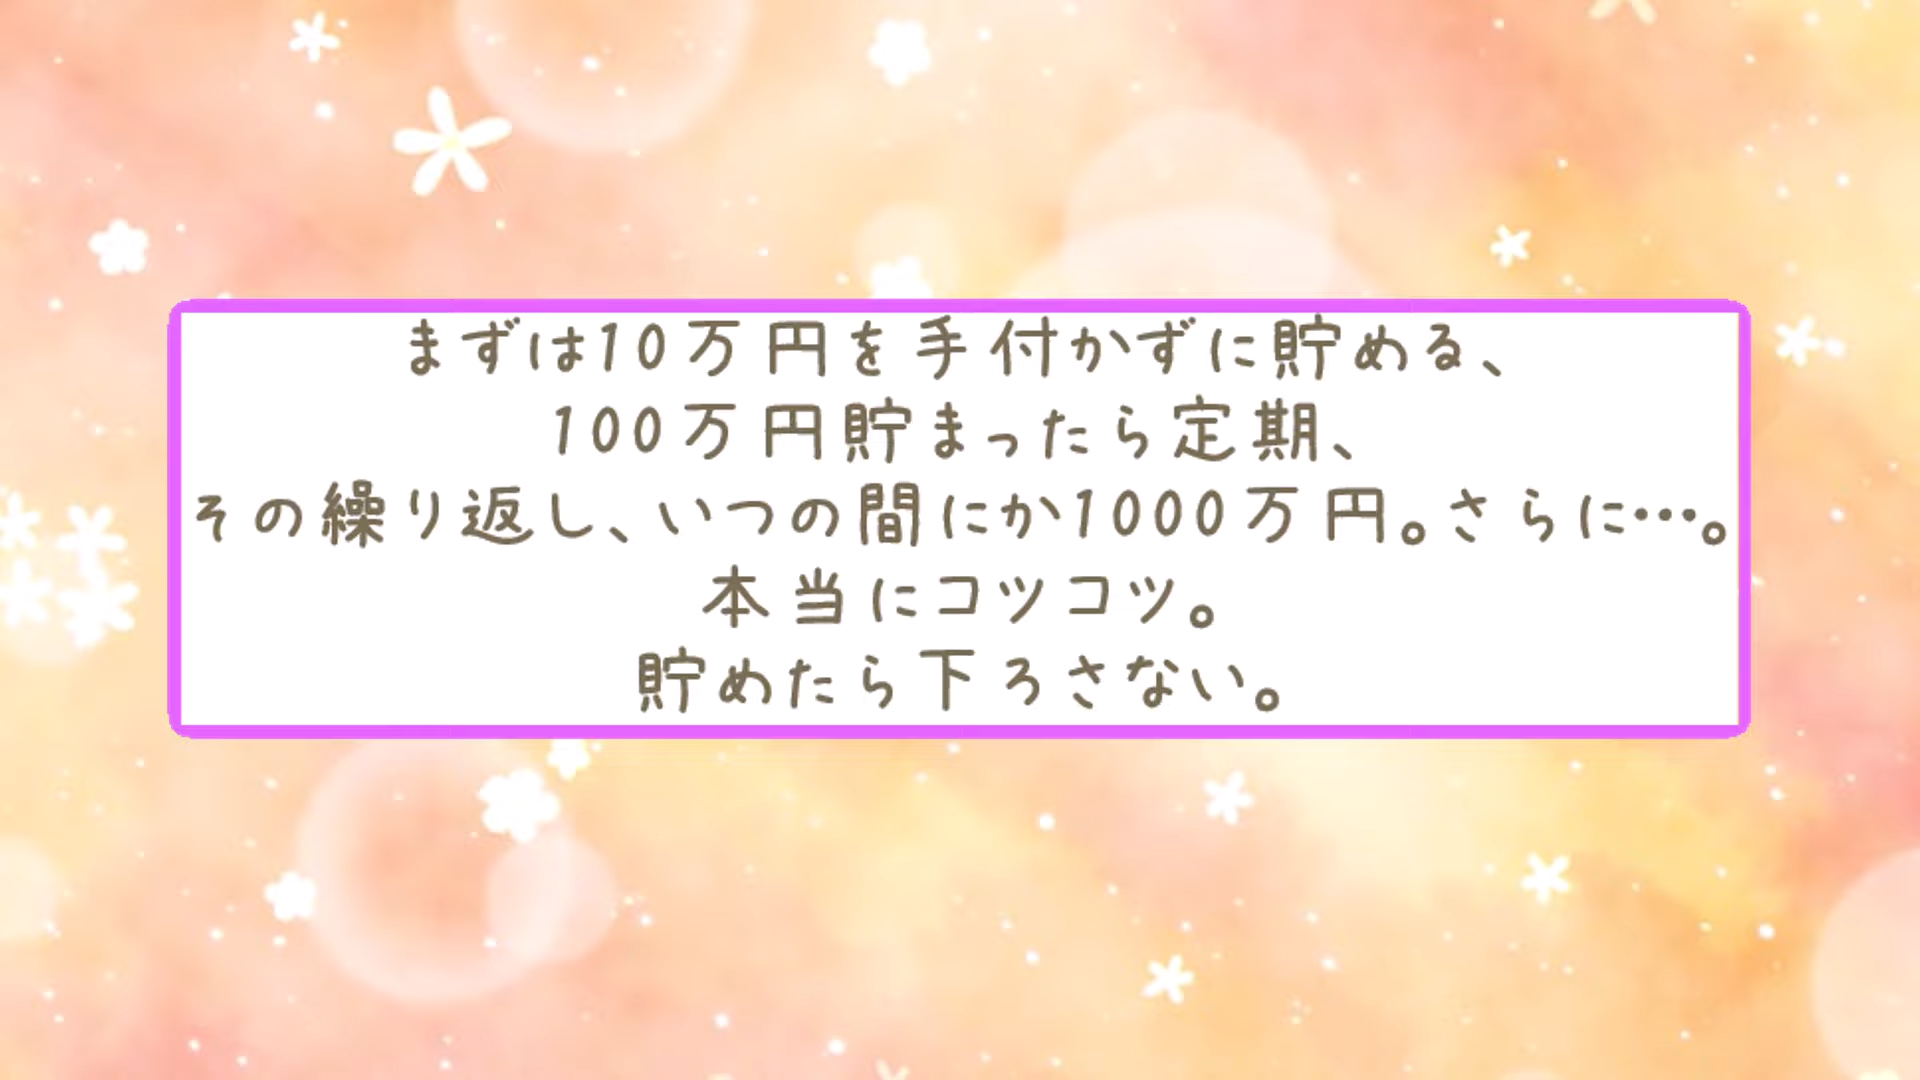 まずは10万円を手付かずに貯める、
100万円貯まったら定期、
その繰り返し、いつの間にか1000万円。さらに…。
本当にコツコツ。
貯めたら下ろさない。